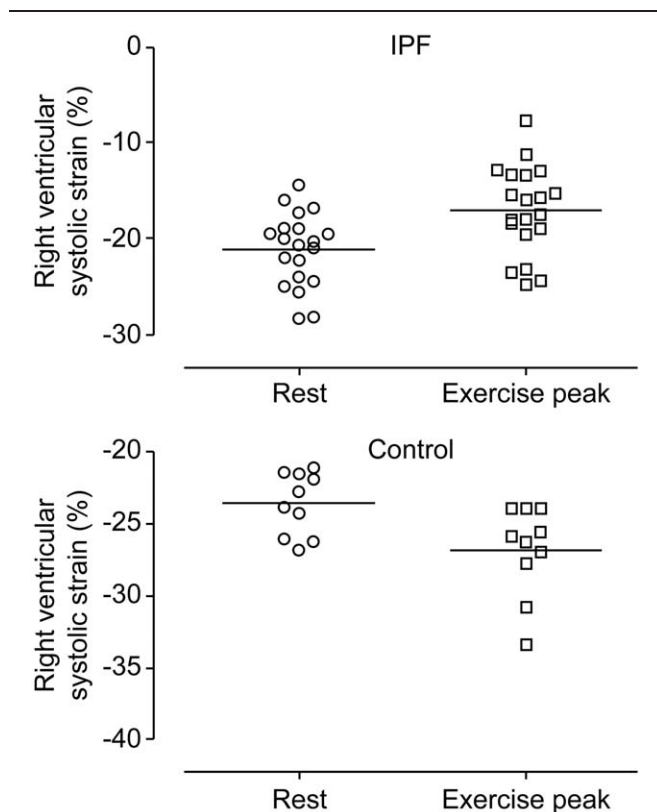 IPF
Right ventricular
systolic strain (%)
0
-10
-20
-30
Rest
Exercise peak
Control
Right ventricular
systolic strain (%)
-20
-25
-30
-35
-40
Rest
Exercise peak